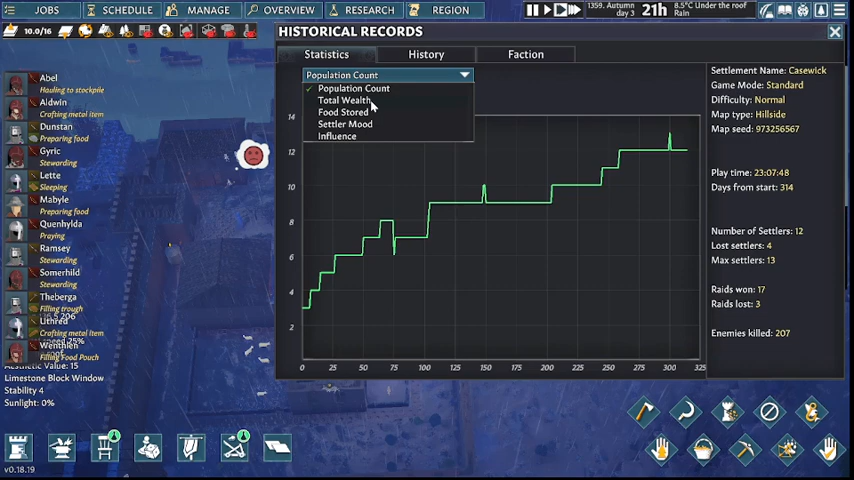 JOBS
SCHEDULE
MANAGE
OVERVIEW
RESEARCH
REGION
1359. Autumn
day 3
21h
8.5°C Under the roof
Rain
10.0/16
HISTORICAL RECORDS
Statistics
History
Faction
Population Count
Population Count
Total Wealth
Food Stored
Settler Mood
Influence
14
12
10
8
6
4
2
0 25 50 75 100 125 150 175 200 225 250 275 300 325
Settlement Name: Casewick
Game Mode: Standard
Difficulty: Normal
Map type: Hillside
Map seed: 973256567
Play time: 23:07:48
Days from start: 314
Number of Settlers: 12
Lost settlers: 4
Max settlers: 13
Raids won: 17
Raids lost: 3
Enemies killed: 207
Abel
Hauling to stockpile
Aldwin
Crafting metal item
Dunstan
Preparing food
Gyric
Stewarding
Lette
Sleeping
Mabyle
Preparing food
Quenhylda
Praying
Ramsey
Stewarding
Somerhild
Stewarding
Theberga
Filling trough
Uthred
Crafting metal item
Wenthlen
Filling Food Pouch
Aesthetic Value: 15
Limestone Block Window
Stability 4
Sunlight: 0%
v0.18.19